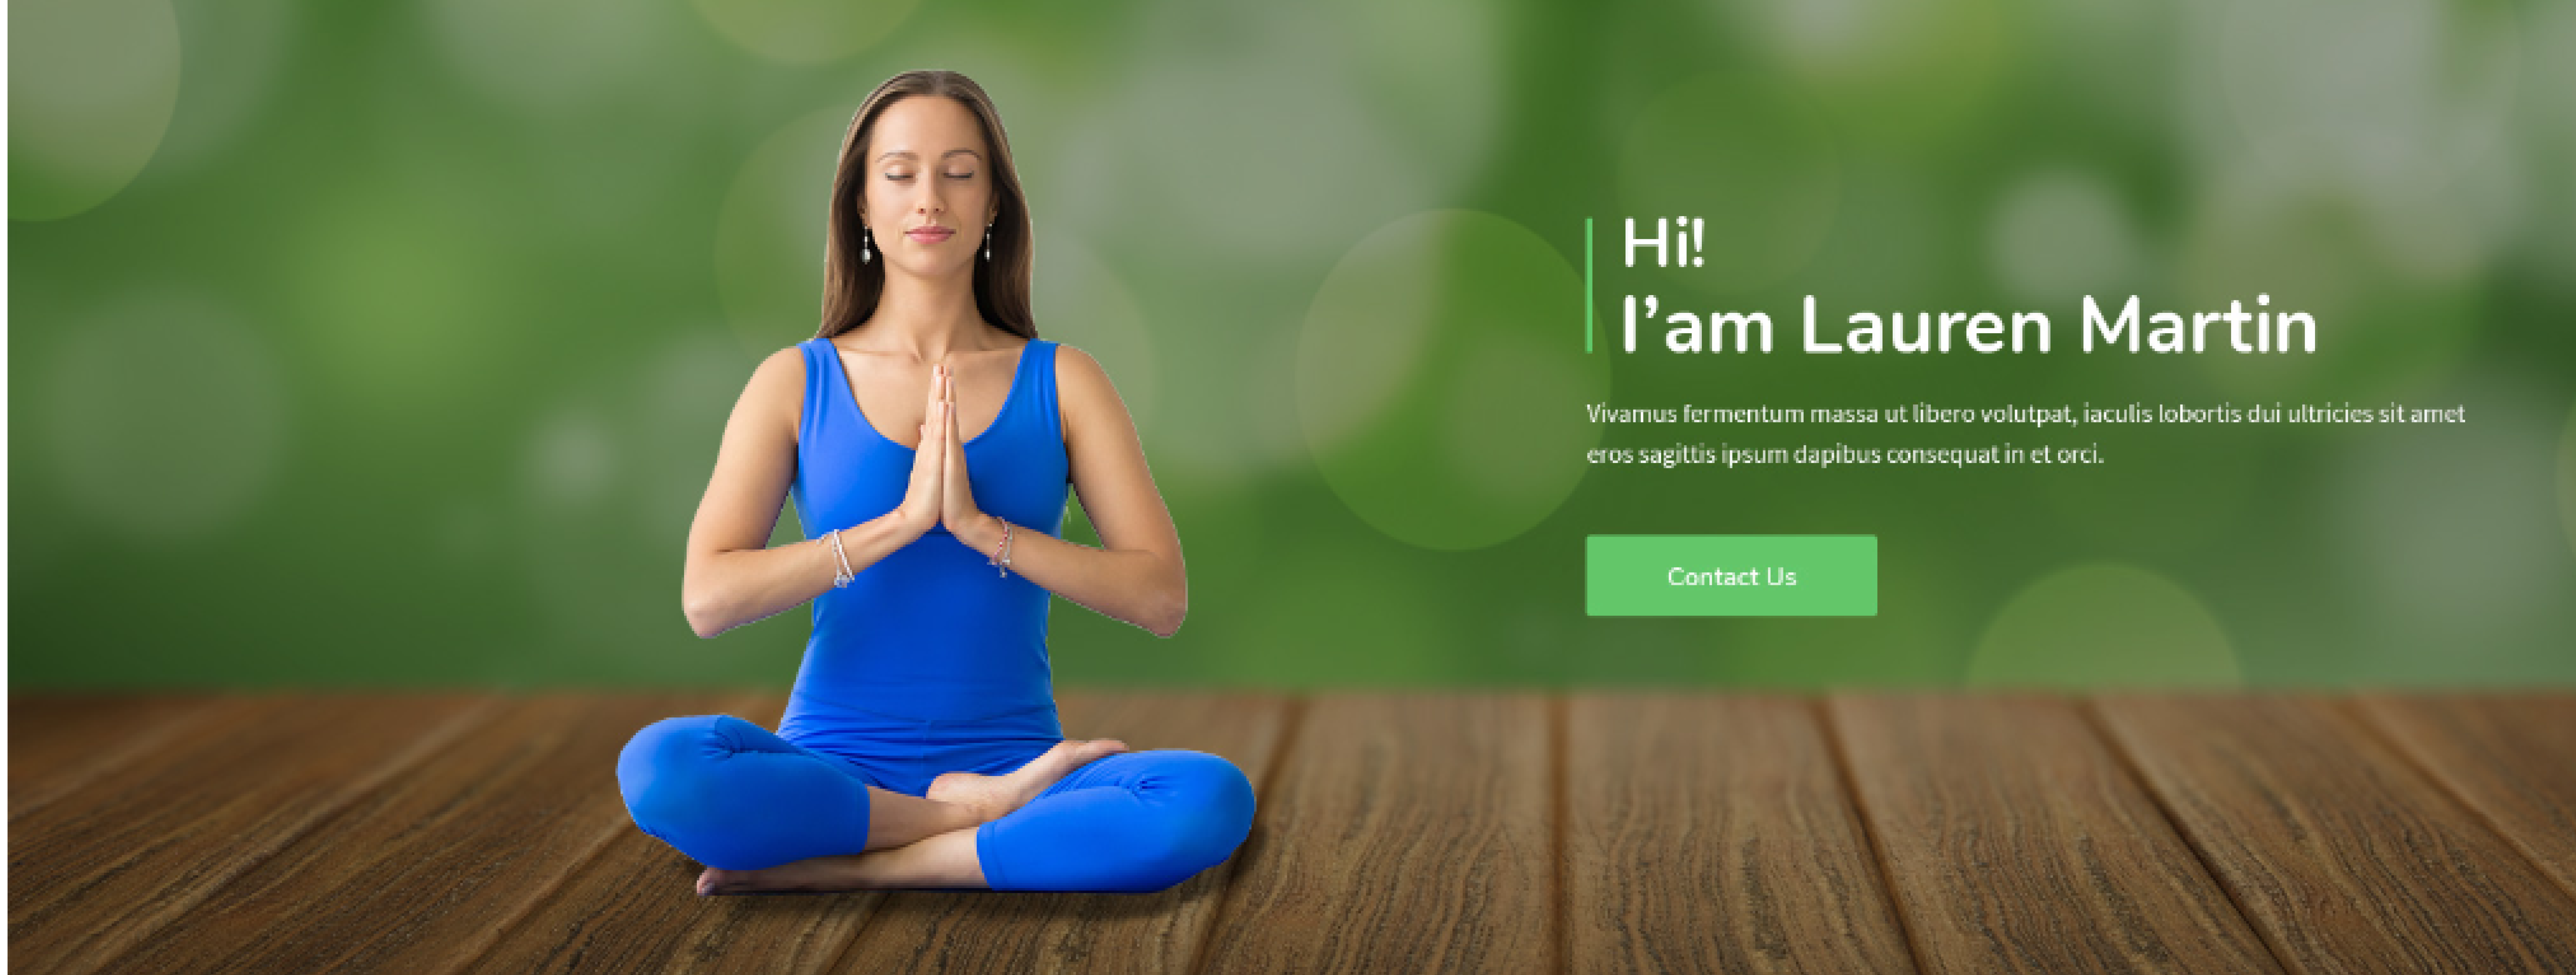 Hi!
I’am Lauren Martin
Vivamus fermentum massa ut libero volutpat, iaculis lobortis dui ultricies sit amet
eros sagittis ipsum dapibus consequat in et orci.
Contact Us